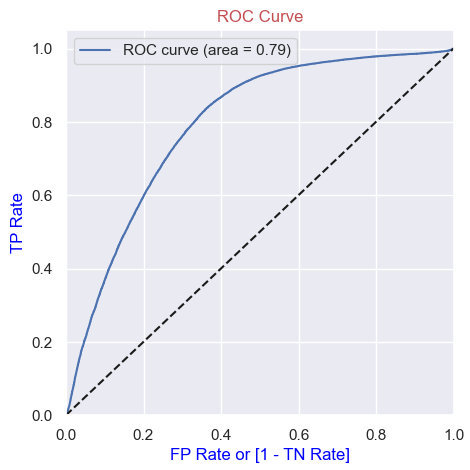 ROC Curve
ROC curve (area = 0.79)
1.0
0.8
0.6
0.4
0.2
0.0
TP Rate
0.0 0.2 0.4 0.6 0.8 1.0
FP Rate or [1 - TN Rate]